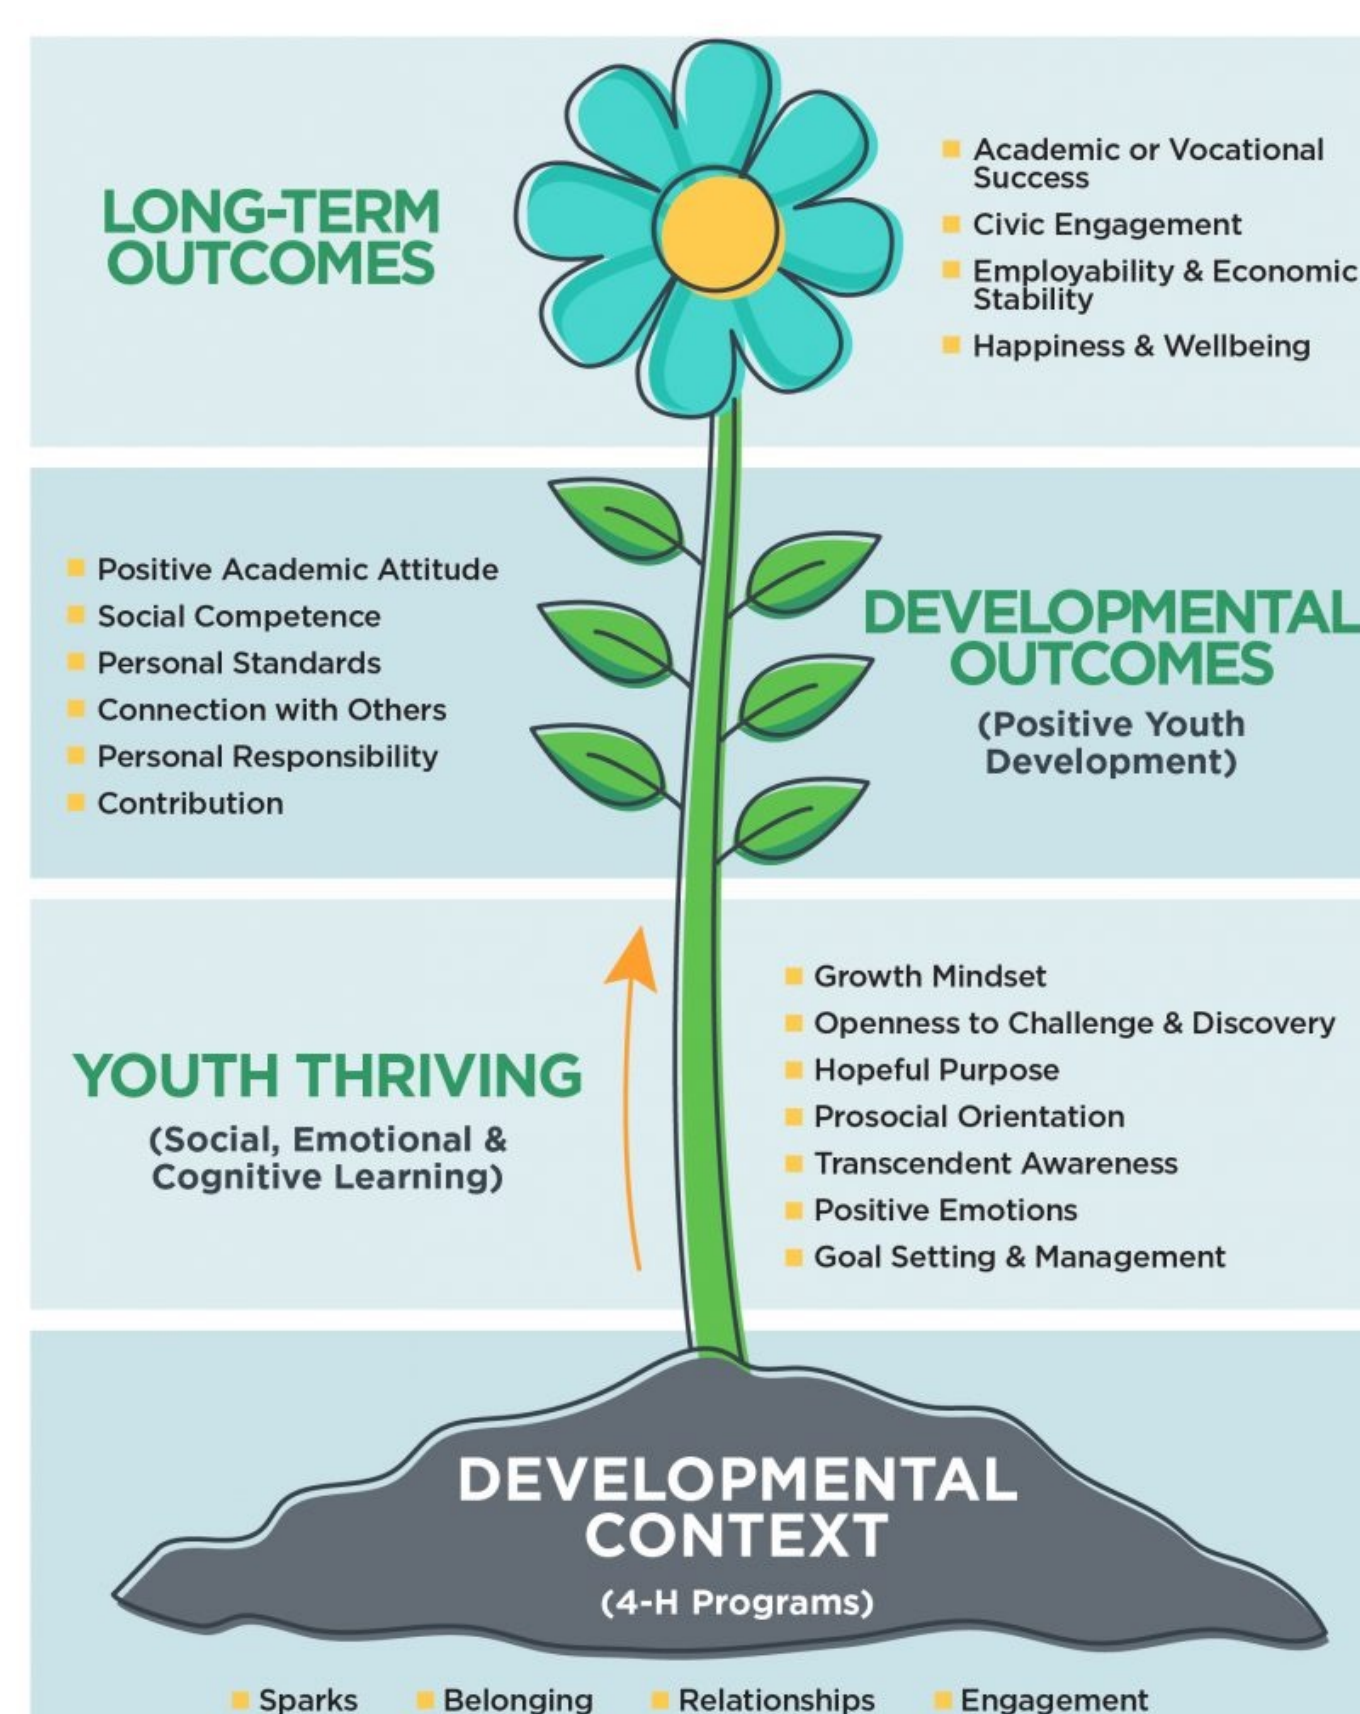 LONG-TERM
OUTCOMES
Academic or Vocational
Success
Civic Engagement
Employability & Economic
Stability
Happiness & Wellbeing
Positive Academic Attitude
Social Competence
Personal Standards
Connection with Others
Personal Responsibility
Contribution
DEVELOPMENTAL
OUTCOMES
(Positive Youth
Development)
YOUTH THRIVING
(Social, Emotional &
Cognitive Learning)
Growth Mindset
Openness to Challenge & Discovery
Hopeful Purpose
Prosocial Orientation
Transcendent Awareness
Positive Emotions
Goal Setting & Management
DEVELOPMENTAL
CONTEXT
(4-H Programs)
Sparks Belonging Relationships Engagement